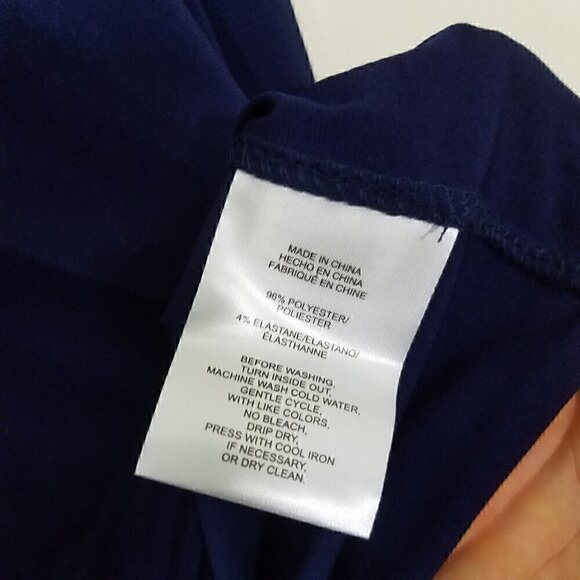 MADE IN CHINA
HECHO EN CHINA
FABRIQUÉ EN CHINE
96% POLYESTER/
POLIESTER
4% ELASTANE/ELASTANO/
ÉLASTHANNE
BEFORE WASHING,
TURN INSIDE OUT,
MACHINE WASH COLD WATER,
GENTLE CYCLE,
WITH LIKE COLORS,
NO BLEACH,
DRIP DRY,
PRESS WITH COOL IRON
IF NECESSARY,
OR DRY CLEAN.